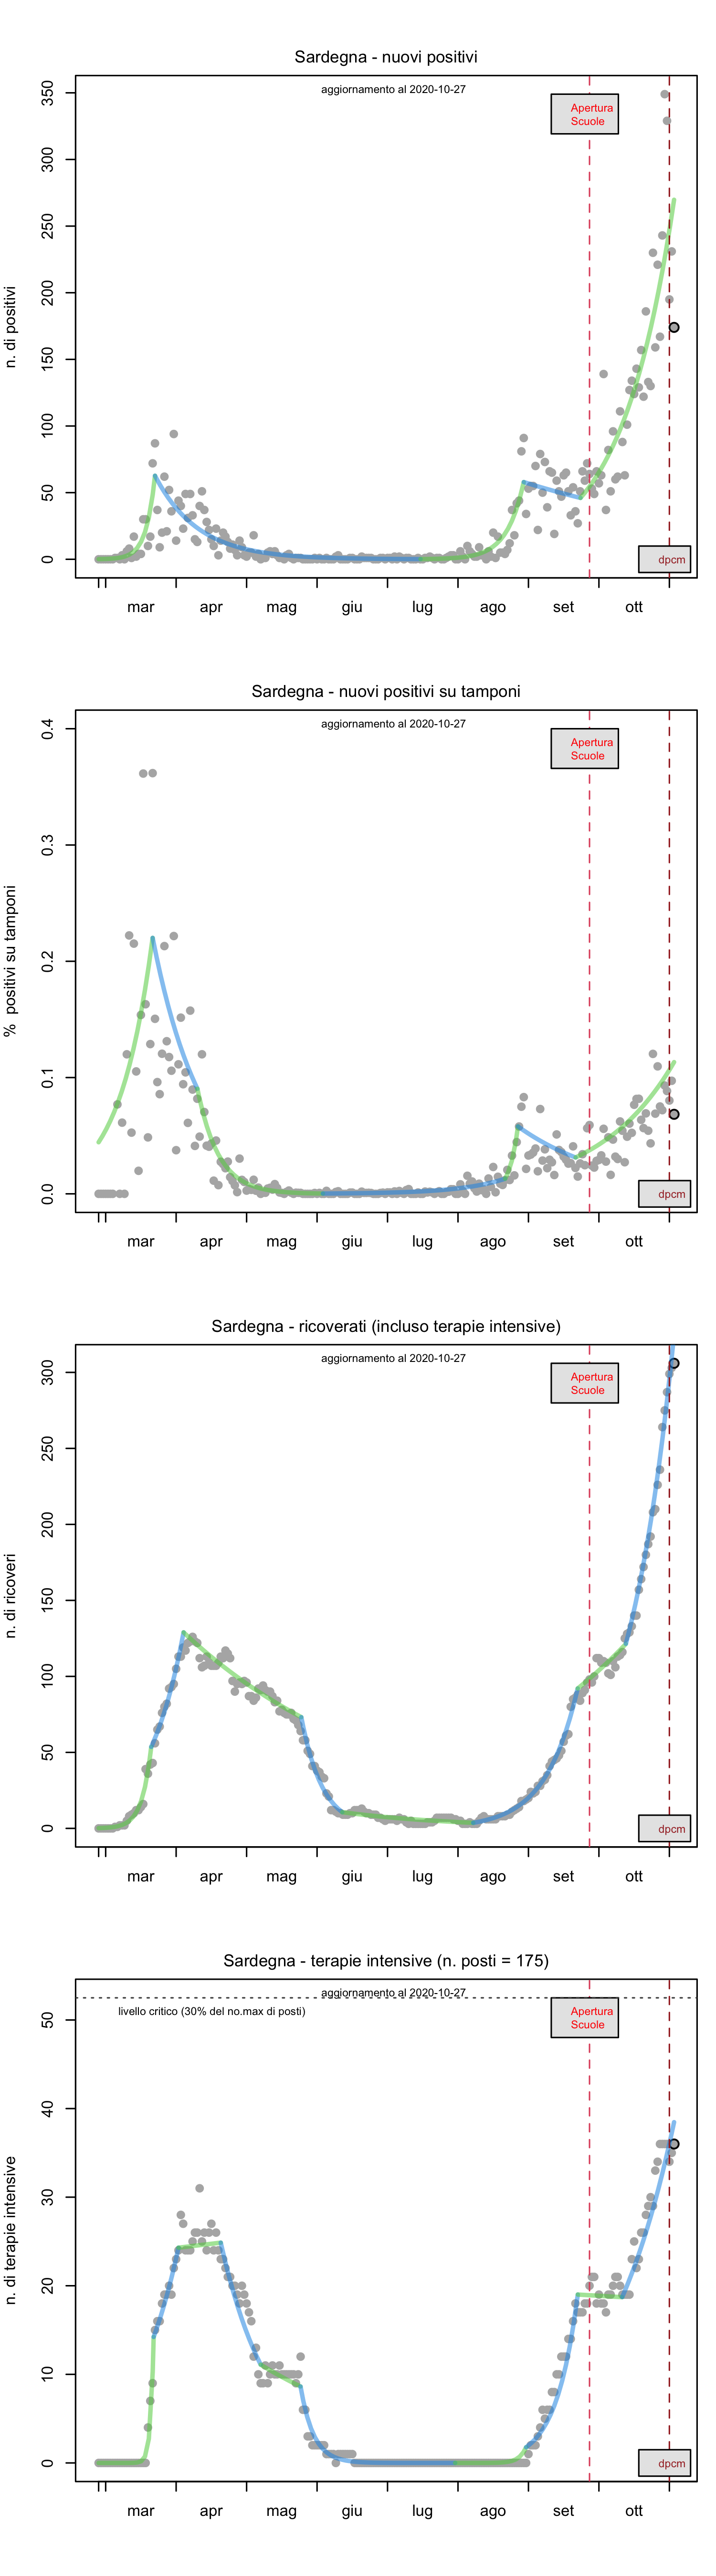 Sardegna - nuovi positivi
aggiornamento al 2020-10-27
Apertura
Scuole
n. di positivi
350
300
250
200
150
100
50
0
dpcm
mar apr mag giu lug ago set ott
Sardegna - nuovi positivi su tamponi
aggiornamento al 2020-10-27
Apertura
Scuole
% positivi su tamponi
0.4
0.3
0.2
0.1
0.0
dpcm
mar apr mag giu lug ago set ott
Sardegna - ricoverati (incluso terapie intensive)
aggiornamento al 2020-10-27
Apertura
Scuole
n. di ricoveri
300
250
200
150
100
50
0
dpcm
mar apr mag giu lug ago set ott
Sardegna - terapie intensive (n. posti = 175)
aggiornamento al 2020-10-27
livello critico (30% del no.max di posti)
Apertura
Scuole
n. di terapie intensive
50
40
30
20
10
0
dpcm
mar apr mag giu lug ago set ott